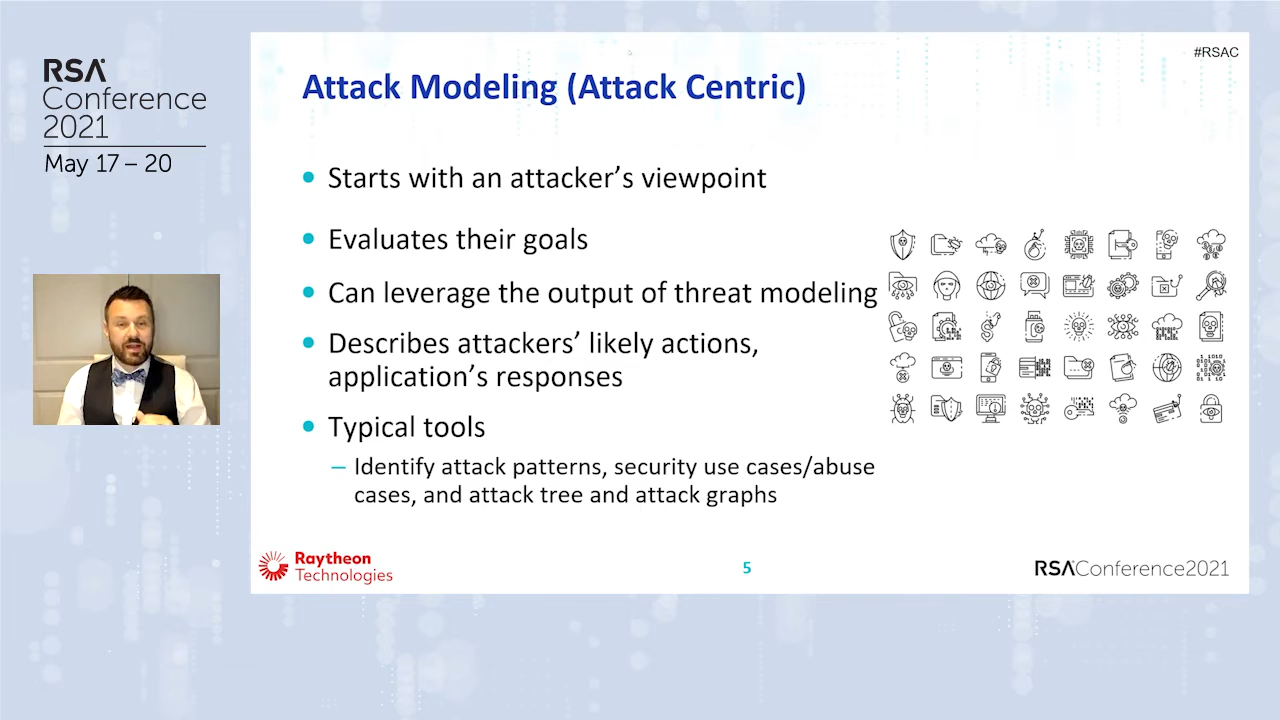 RSA
Conference
2021
May 17 – 20
#RSAC
Attack Modeling (Attack Centric)
• Starts with an attacker’s viewpoint
• Evaluates their goals
• Can leverage the output of threat modeling
• Describes attackers’ likely actions,
application’s responses
• Typical tools
– Identify attack patterns, security use cases/abuse
cases, and attack tree and attack graphs
Raytheon
Technologies
5
RSAConference2021